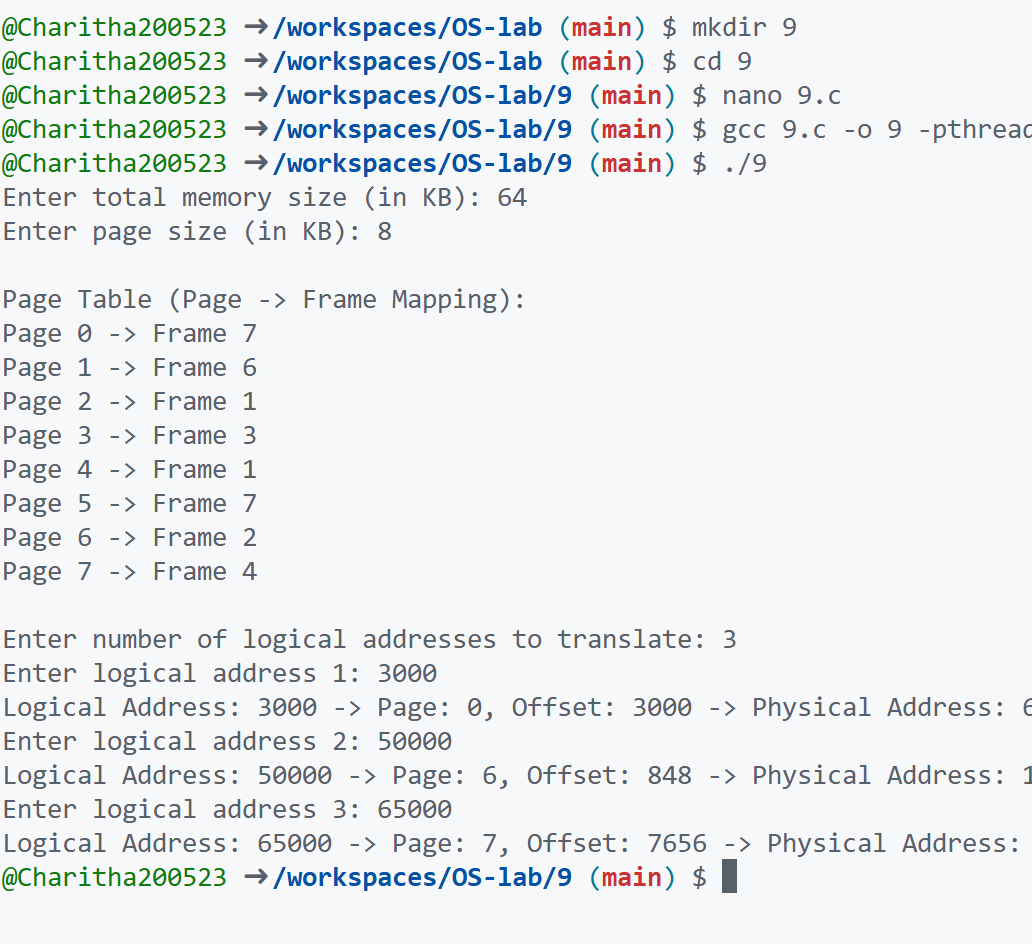 @Charitha200523 ➜/workspaces/OS-lab (main) $ mkdir 9
@Charitha200523 ➜/workspaces/OS-lab (main) $ cd 9
@Charitha200523 ➜/workspaces/OS-lab/9 (main) $ nano 9.c
@Charitha200523 ➜/workspaces/OS-lab/9 (main) $ gcc 9.c -o 9 -pthread
@Charitha200523 ➜/workspaces/OS-lab/9 (main) $ ./9
Enter total memory size (in KB): 64
Enter page size (in KB): 8

Page Table (Page -> Frame Mapping):
Page 0 -> Frame 7
Page 1 -> Frame 6
Page 2 -> Frame 1
Page 3 -> Frame 3
Page 4 -> Frame 1
Page 5 -> Frame 7
Page 6 -> Frame 2
Page 7 -> Frame 4

Enter number of logical addresses to translate: 3
Enter logical address 1: 3000
Logical Address: 3000 -> Page: 0, Offset: 3000 -> Physical Address:
Enter logical address 2: 50000
Logical Address: 50000 -> Page: 6, Offset: 848 -> Physical Address: 1
Enter logical address 3: 65000
Logical Address: 65000 -> Page: 7, Offset: 7656 -> Physical Address:
@Charitha200523 ➜/workspaces/OS-lab/9 (main) $